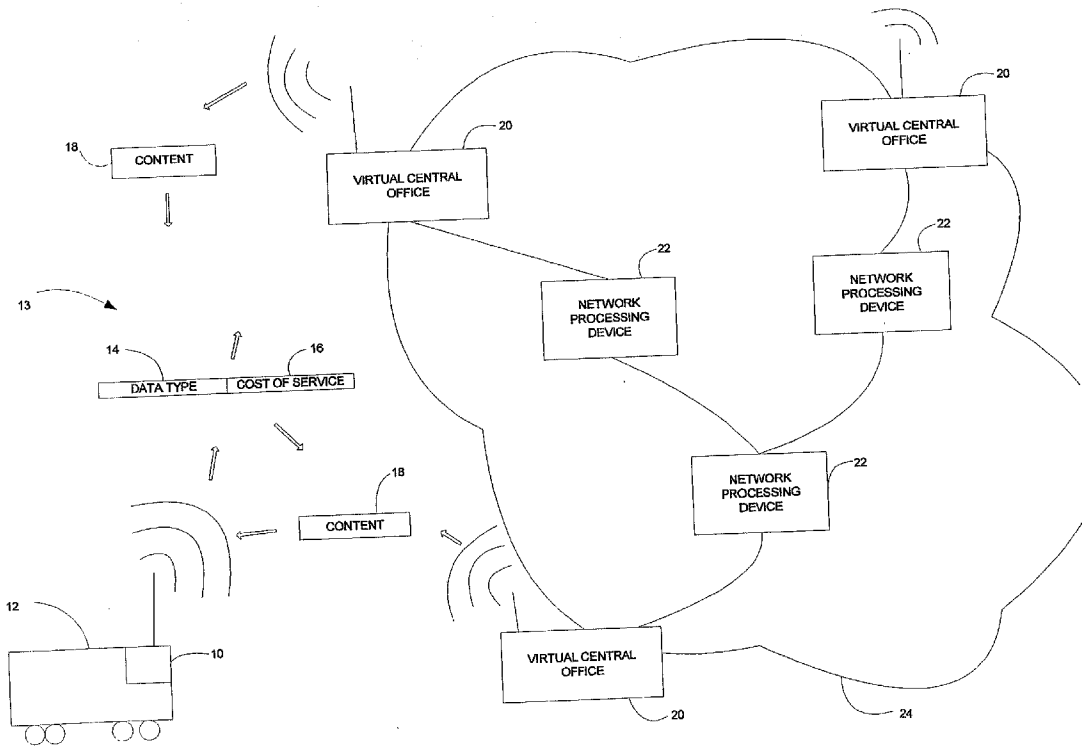 20
VIRTUAL CENTRAL
OFFICE
18
CONTENT
20
VIRTUAL CENTRAL
OFFICE
22
NETWORK
PROCESSING
DEVICE
22
NETWORK
PROCESSING
DEVICE
13
14
16
DATA TYPE
COST OF SERVICE
22
NETWORK
PROCESSING
DEVICE
18
CONTENT
12
10
VIRTUAL CENTRAL
OFFICE
20
24